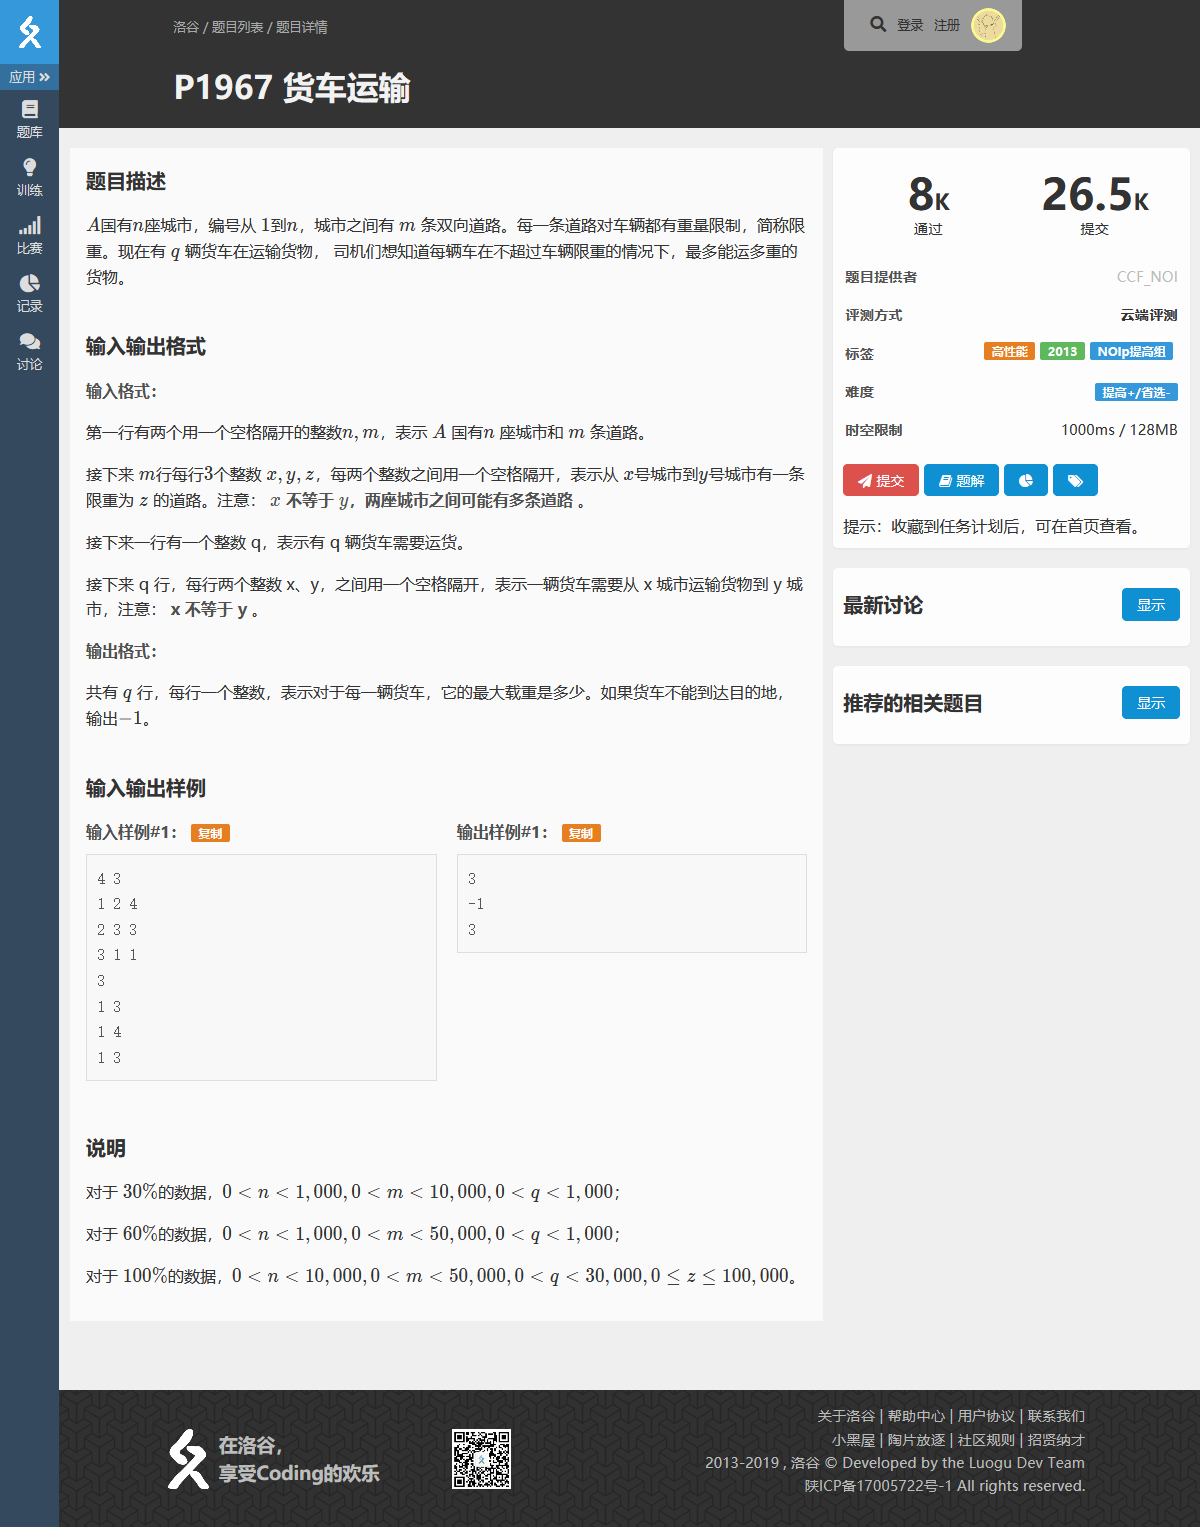 洛谷 / 题目列表 / 题目详情
登录 注册
应用
P1967 货车运输
题库
训练
比赛
记录
讨论
题目描述
A国有n座城市，编号从 1到n，城市之间有 m 条双向道路。每一条道路对车辆都有重量限制，简称限
重。现在有 q 辆货车在运输货物， 司机们想知道每辆车在不超过车辆限重的情况下，最多能运多重的
货物。
输入输出格式
输入格式：
第一行有两个用一个空格隔开的整数n,m，表示 A 国有n 座城市和 m 条道路。
接下来 m行每行3个整数 x,y,z，每两个整数之间用一个空格隔开，表示从 x号城市到y号城市有一条
限重为 z 的道路。注意： x 不等于 y，两座城市之间可能有多条道路 。
接下来一行有一个整数 q，表示有 q 辆货车需要运货。
接下来 q 行，每行两个整数 x、y，之间用一个空格隔开，表示一辆货车需要从 x 城市运输货物到 y 城
市，注意： x 不等于 y 。
输出格式：
共有 q 行，每行一个整数，表示对于每一辆货车，它的最大载重是多少。如果货车不能到达目的地，
输出−1。
输入输出样例
输入样例#1： 复制
4 3
1 2 4
2 3 3
3 1 1
3
1 3
1 4
1 3
输出样例#1： 复制
3
-1
3
说明
对于 30%的数据，0 < n < 1,000, 0 < m < 10,000, 0 < q < 1,000；
对于 60%的数据，0 < n < 1,000, 0 < m < 50,000, 0 < q < 1,000；
对于 100%的数据，0 < n < 10,000, 0 < m < 50,000, 0 < q < 30,000, 0 ≤ z ≤ 100,000。
8K
通过
26.5K
提交
题目提供者 CCF_NOI
评测方式 云端评测
标签 高性能 2013 NOIp提高组
难度 提高+/省选-
时空限制 1000ms / 128MB
提交 题解
提示：收藏到任务计划后，可在首页查看。
最新讨论 显示
推荐的相关题目 显示
在洛谷，
享受Coding的欢乐
关于洛谷 | 帮助中心 | 用户协议 | 联系我们
小黑屋 | 陶片放逐 | 社区规则 | 招贤纳才
2013-2019 , 洛谷 © Developed by the Luogu Dev Team
陕ICP备17005722号-1 All rights reserved.